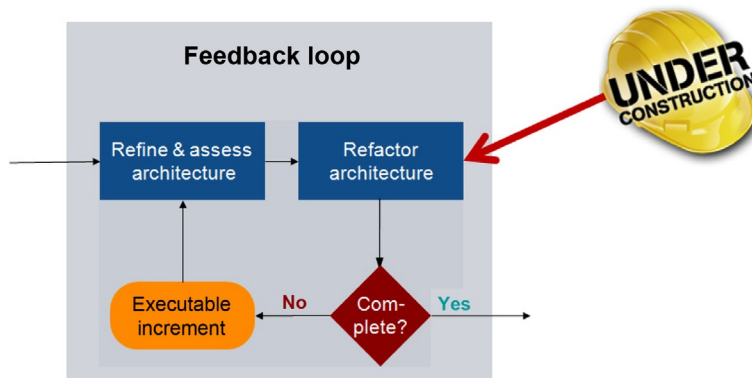 Feedback loop
UNDER
CONSTRUCTION
Refine & assess
architecture
Refactor
architecture
Executable
increment
No
Com-
plete?
Yes